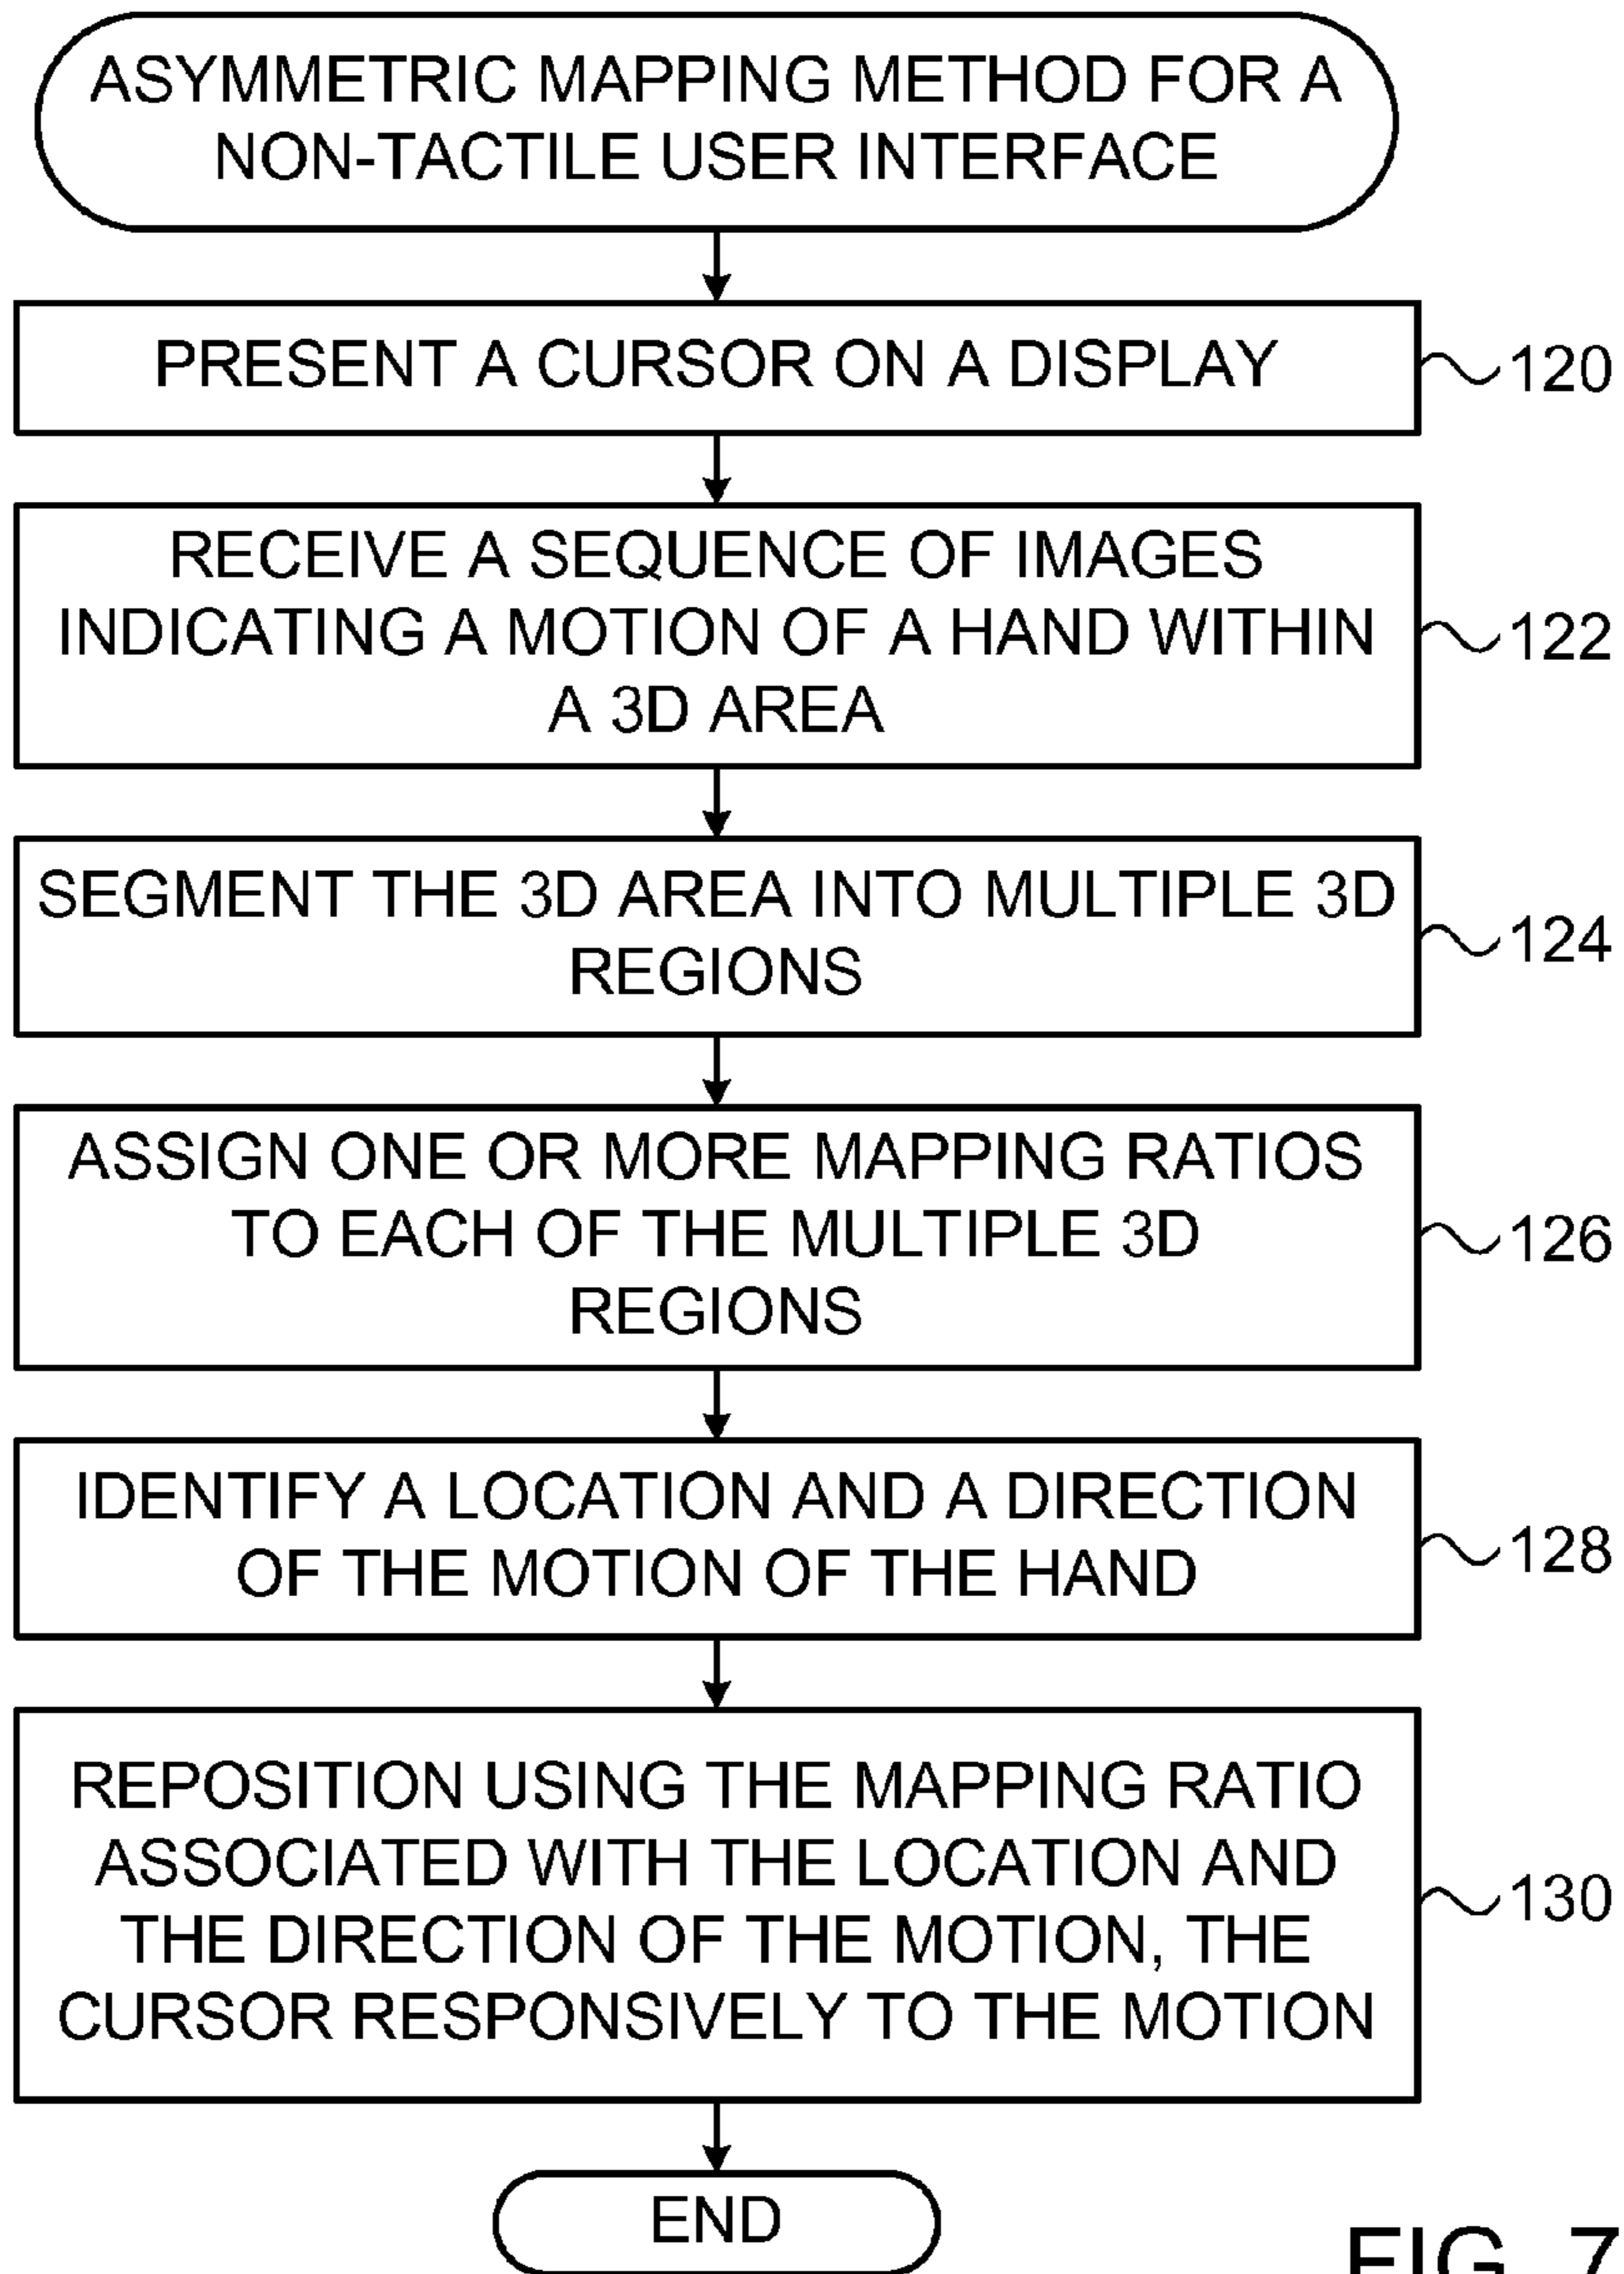 ASYMMETRIC MAPPING METHOD FOR A
NON-TACTILE USER INTERFACE
PRESENT A CURSOR ON A DISPLAY
120
RECEIVE A SEQUENCE OF IMAGES
INDICATING A MOTION OF A HAND WITHIN
A 3D AREA
122
SEGMENT THE 3D AREA INTO MULTIPLE 3D
REGIONS
124
ASSIGN ONE OR MORE MAPPING RATIOS
TO EACH OF THE MULTIPLE 3D
REGIONS
126
IDENTIFY A LOCATION AND A DIRECTION
OF THE MOTION OF THE HAND
128
REPOSITION USING THE MAPPING RATIO
ASSOCIATED WITH THE LOCATION AND
THE DIRECTION OF THE MOTION, THE
CURSOR RESPONSIVELY TO THE MOTION
130
END
FIG. 7